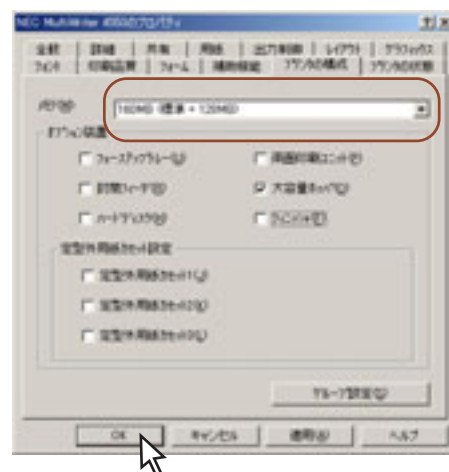 NEC MultiWriter 4550のプロパティ
全般 詳細 共有 用紙 出力制御 レイアウト グラフィックス
フォント 印刷品質 フォーム 補助機能 プリンタの構成 プリンタの状態
160MB (標準 + 128MB)
オプション装置
フェースアップトレー(U) 両面印刷ユニット(P)
封筒フィーダ(E) 大容量ホッパ(Q)
ハードディスク(B) フィニッシャ(F)
定型外用紙カセット設定
定型外用紙カセット1(J)
定型外用紙カセット2(K)
定型外用紙カセット3(L)
グループ設定(G)
OK キャンセル 適用(A) ヘルプ